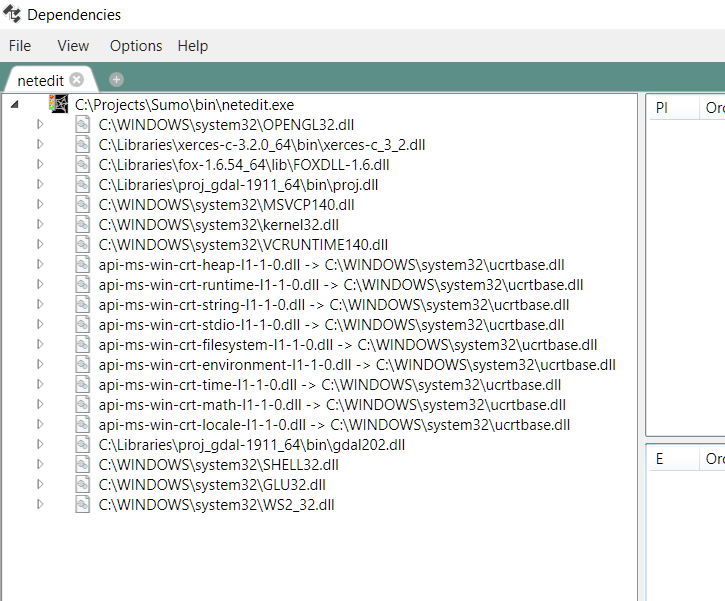 Dependencies
File View Options Help
netedit
C:\Projects\Sumo\bin\netedit.exe
C:\WINDOWS\system32\OPENGL32.dll
C:\Libraries\xerces-c-3.2.0_64\bin\xerces-c_3_2.dll
C:\Libraries\fox-1.6.54_64\lib\FOXDLL-1.6.dll
C:\Libraries\proj_gdal-1911_64\bin\proj.dll
C:\WINDOWS\system32\MSVCP140.dll
C:\WINDOWS\system32\kernel32.dll
C:\WINDOWS\system32\VCRUNTIME140.dll
api-ms-win-crt-heap-l1-1-0.dll -> C:\WINDOWS\system32\ucrtbase.dll
api-ms-win-crt-runtime-l1-1-0.dll -> C:\WINDOWS\system32\ucrtbase.dll
api-ms-win-crt-string-l1-1-0.dll -> C:\WINDOWS\system32\ucrtbase.dll
api-ms-win-crt-stdio-l1-1-0.dll -> C:\WINDOWS\system32\ucrtbase.dll
api-ms-win-crt-filesystem-l1-1-0.dll -> C:\WINDOWS\system32\ucrtbase.dll
api-ms-win-crt-environment-l1-1-0.dll -> C:\WINDOWS\system32\ucrtbase.dll
api-ms-win-crt-time-l1-1-0.dll -> C:\WINDOWS\system32\ucrtbase.dll
api-ms-win-crt-math-l1-1-0.dll -> C:\WINDOWS\system32\ucrtbase.dll
api-ms-win-crt-locale-l1-1-0.dll -> C:\WINDOWS\system32\ucrtbase.dll
C:\Libraries\proj_gdal-1911_64\bin\gdal202.dll
C:\WINDOWS\system32\SHELL32.dll
C:\WINDOWS\system32\GLU32.dll
C:\WINDOWS\system32\WS2_32.dll
PI Or
E Or